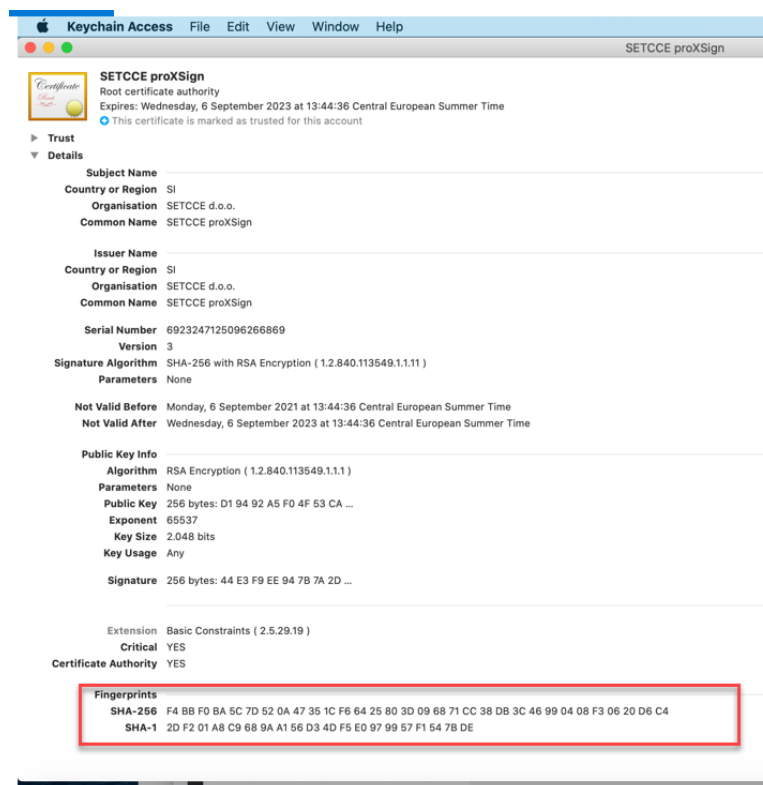 Keychain Access File Edit View Window Help
SETCCE proXSign
Certificate
Root
SETCCE proXSign
Root certificate authority
Expires: Wednesday, 6 September 2023 at 13:44:36 Central European Summer Time
This certificate is marked as trusted for this account
Trust
Details
Subject Name
Country or Region SI
Organisation SETCCE d.o.o.
Common Name SETCCE proXSign
Issuer Name
Country or Region SI
Organisation SETCCE d.o.o.
Common Name SETCCE proXSign
Serial Number 6923247125096266869
Version 3
Signature Algorithm SHA-256 with RSA Encryption ( 1.2.840.113549.1.1.11 )
Parameters None
Not Valid Before Monday, 6 September 2021 at 13:44:36 Central European Summer Time
Not Valid After Wednesday, 6 September 2023 at 13:44:36 Central European Summer Time
Public Key Info
Algorithm RSA Encryption ( 1.2.840.113549.1.1.1 )
Parameters None
Public Key 256 bytes: D1 94 92 A5 F0 4F 53 CA ...
Exponent 65537
Key Size 2.048 bits
Key Usage Any
Signature 256 bytes: 44 E3 F9 EE 94 7B 7A 2D ...
Extension Basic Constraints ( 2.5.29.19 )
Critical YES
Certificate Authority YES
Fingerprints
SHA-256 F4 BB F0 BA 5C 7D 52 0A 47 35 1C F6 64 25 80 3D 09 68 71 CC 38 DB 3C 46 99 04 08 F3 06 20 D6 C4
SHA-1 2D F2 01 A8 C9 68 9A A1 56 D3 4D F5 E0 97 99 57 F1 54 7B DE